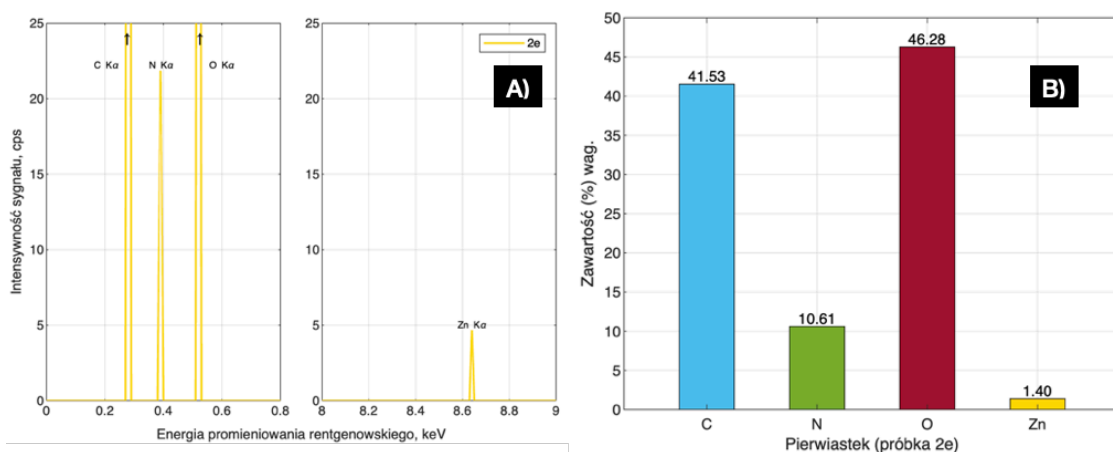 25
20
15
10
5
0
Intensywność sygnału, cps
C Kα
N Kα
O Kα
↑
↑
0
0.2
0.4
0.6
0.8
25
20
15
10
5
0
2e
A)
Zn Kα
8
8.2
8.4
8.6
8.8
9
Energia promieniowania rentgenowskiego, keV
50
45
40
35
30
25
20
15
10
5
0
Zawartość (%) wag.
B)
41.53
10.61
46.28
1.40
C
N
O
Zn
Pierwiastek (próbka 2e)